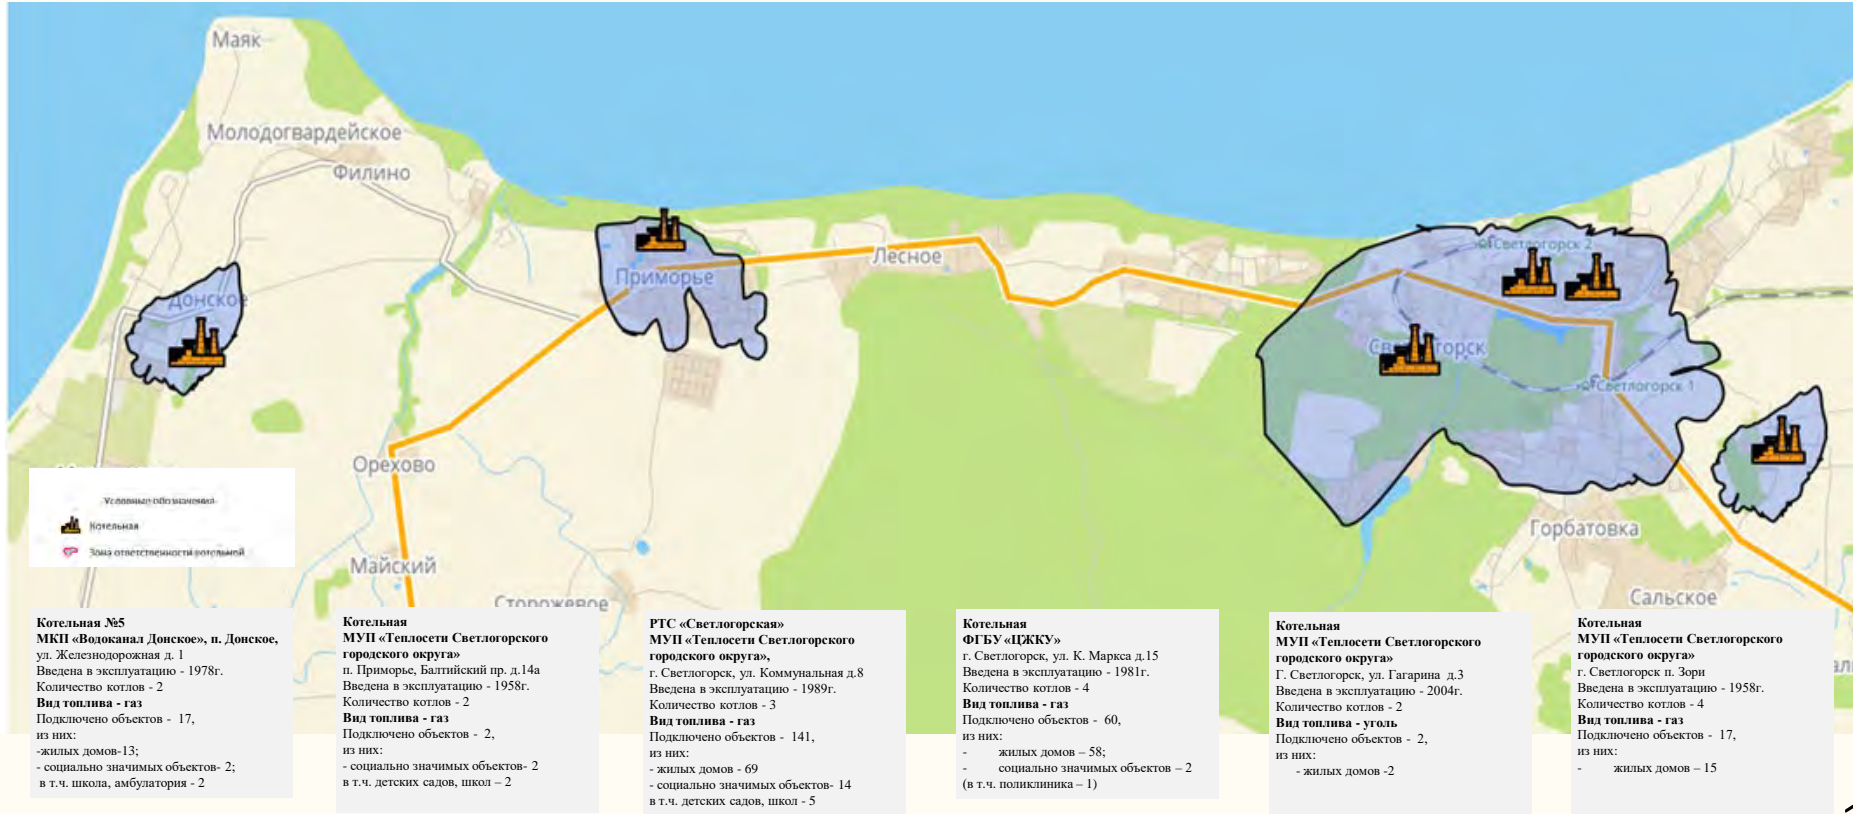 Маяк
Молодогвардейское
Филино
Донское
Приморье
Лесное
Светлогорск 2
Светлогорск 1
Орехово
Майский
Сторожевое
Горбатовка
Сальское
Условные обозначения
Котельная
Зона ответственности котельной
Котельная №5
МКП «Водоканал Донское», п. Донское,
ул. Железнодорожная д. 1
Введена в эксплуатацию - 1978г.
Количество котлов - 2
Вид топлива - газ
Подключено объектов - 17,
из них:
-жилых домов-13;
- социально значимых объектов- 2;
в т.ч. школа, амбулатория - 2
Котельная
МУП «Теплосети Светлогорского
городского округа»
п. Приморье, Балтийский пр. д.14а
Введена в эксплуатацию - 1958г.
Количество котлов - 2
Вид топлива - газ
Подключено объектов - 2,
из них:
- социально значимых объектов- 2
в т.ч. детских садов, школ – 2
РТС «Светлогорская»
МУП «Теплосети Светлогорского
городского округа»,
г. Светлогорск, ул. Коммунальная д.8
Введена в эксплуатацию - 1989г.
Количество котлов - 3
Вид топлива - газ
Подключено объектов - 141,
из них:
- жилых домов - 69
- социально значимых объектов- 14
в т.ч. детских садов, школ - 5
Котельная
ФГБУ «ЦЖКУ»
г. Светлогорск, ул. К. Маркса д.15
Введена в эксплуатацию - 1981г.
Количество котлов - 4
Вид топлива - газ
Подключено объектов - 60,
из них:
- жилых домов – 58;
- социально значимых объектов – 2
(в т.ч. поликлиника – 1)
Котельная
МУП «Теплосети Светлогорского
городского округа»
Г. Светлогорск, ул. Гагарина д.3
Введена в эксплуатацию - 2004г.
Количество котлов - 2
Вид топлива - уголь
Подключено объектов - 2,
из них:
- жилых домов -2
Котельная
МУП «Теплосети Светлогорского
городского округа»
г. Светлогорск п. Зори
Введена в эксплуатацию - 1958г.
Количество котлов - 4
Вид топлива - газ
Подключено объектов - 17,
из них:
- жилых домов – 15